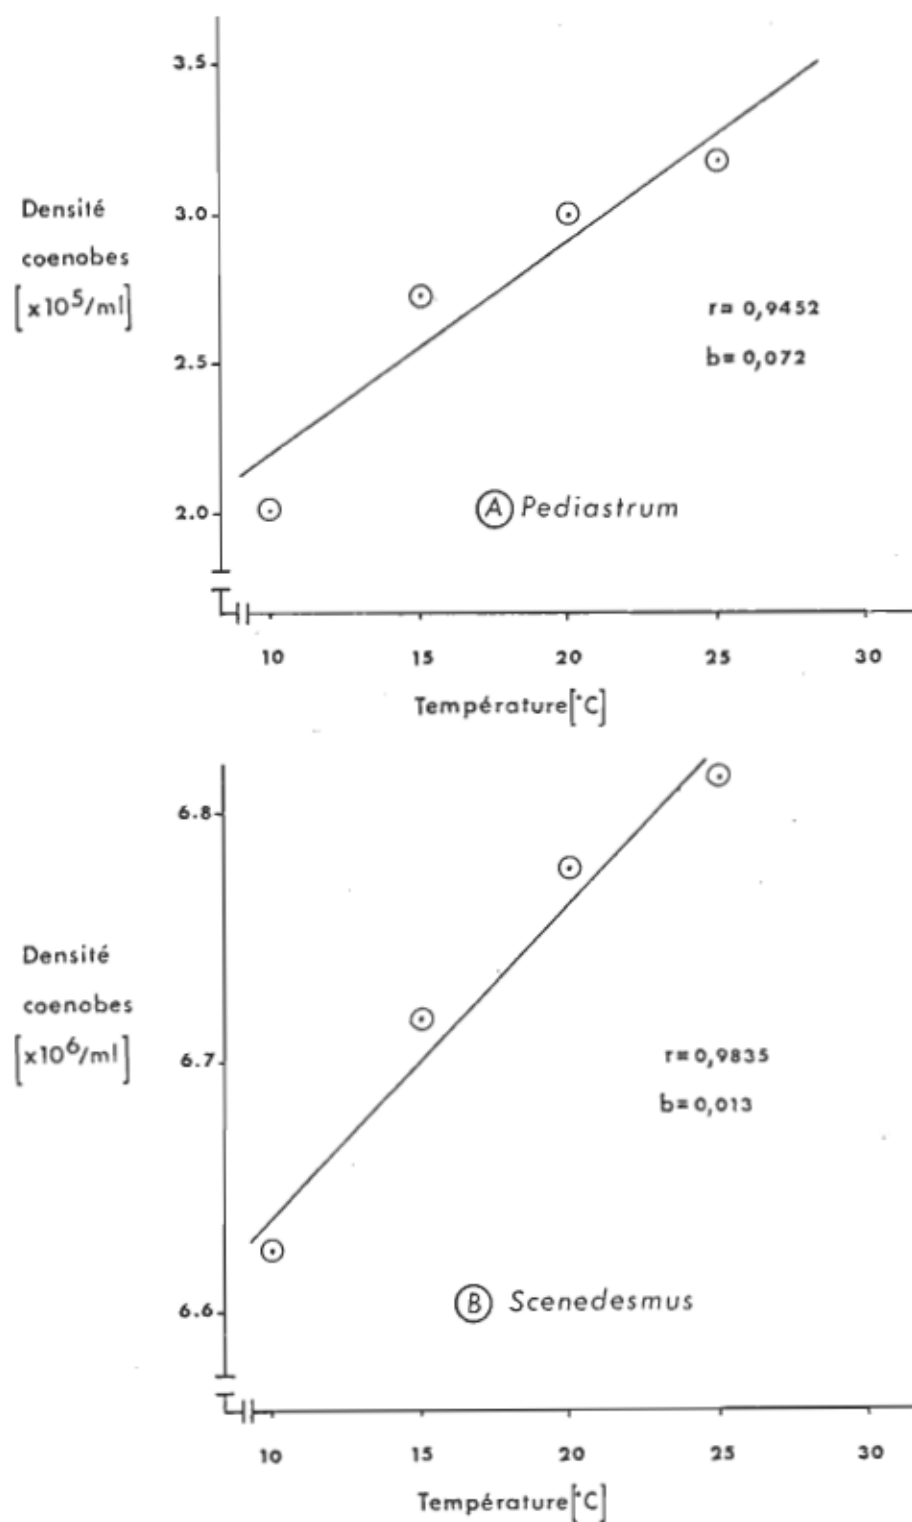 3.5
3.0
Densité
coenobes
[x10⁵/ml]
r= 0,9452
b= 0,072
2.5
2.0
Ⓐ Pediastrum
10 15 20 25 30
Température[°C]
6.8
Densité
coenobes
[x10⁶/ml]
6.7
r= 0,9835
b= 0,013
6.6
Ⓑ Scenedesmus
10 15 20 25 30
Température[°C]